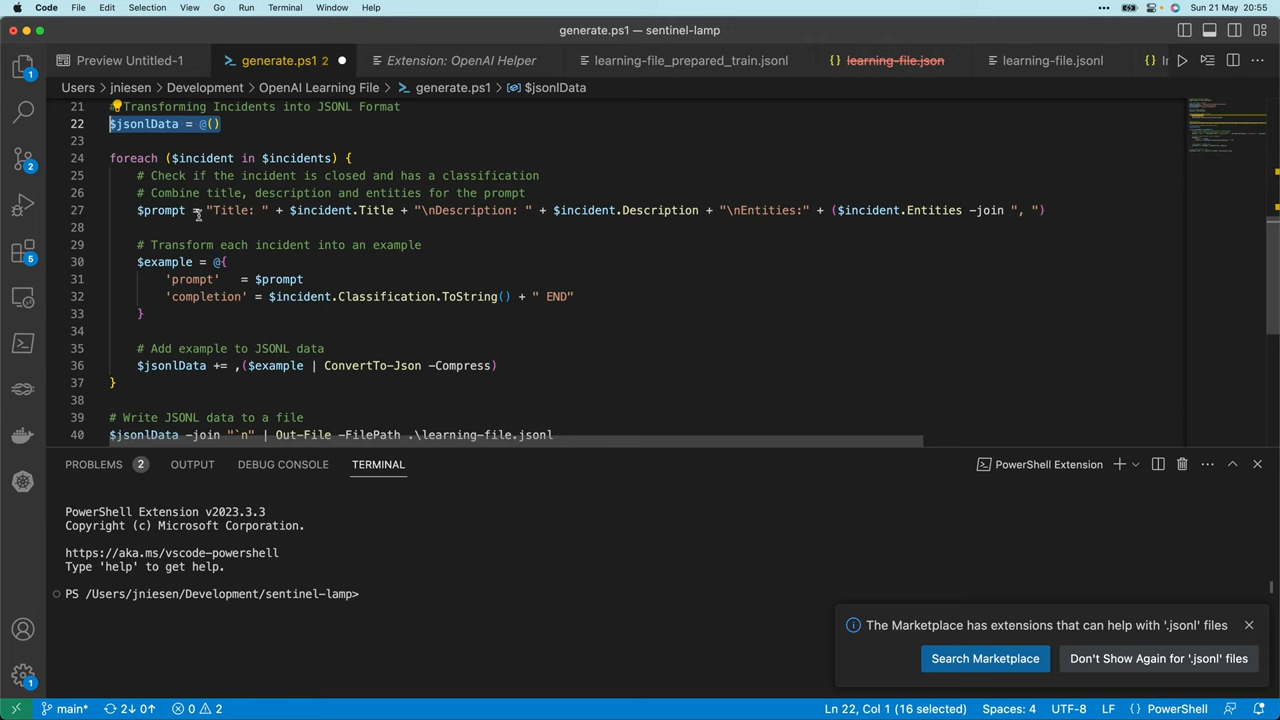 Code File Edit Selection View Go Run Terminal Window Help Sun 21 May 20:55
generate.ps1 — sentinel-lamp
Preview Untitled-1 generate.ps1 2 Extension: OpenAI Helper learning-file_prepared_train.jsonl learning-file.json learning-file.jsonl
Users > jniesen > Development > OpenAI Learning File > generate.ps1 > $jsonlData
21 # Transforming Incidents into JSONL Format
22 $jsonlData = @()
23
24 foreach ($incident in $incidents) {
25 # Check if the incident is closed and has a classification
26 # Combine title, description and entities for the prompt
27 $prompt = "Title: " + $incident.Title + "\nDescription: " + $incident.Description + "\nEntities:" + ($incident.Entities -join ", ")
28
29 # Transform each incident into an example
30 $example = @{
31 'prompt' = $prompt
32 'completion' = $incident.Classification.ToString() + " END"
33 }
34
35 # Add example to JSONL data
36 $jsonlData += ,($example | ConvertTo-Json -Compress)
37 }
38
39 # Write JSONL data to a file
40 $jsonlData -join "`n" | Out-File -FilePath .\learning-file.jsonl
1
2
5
1
PROBLEMS 2 OUTPUT DEBUG CONSOLE TERMINAL PowerShell Extension
PowerShell Extension v2023.3.3
Copyright (c) Microsoft Corporation.
https://aka.ms/vscode-powershell
Type 'help' to get help.
PS /Users/jniesen/Development/sentinel-lamp>
The Marketplace has extensions that can help with '.jsonl' files
Search Marketplace Don't Show Again for '.jsonl' files
main* 2↓ 0↑ 0 2 Ln 22, Col 1 (16 selected) Spaces: 4 UTF-8 LF {} PowerShell